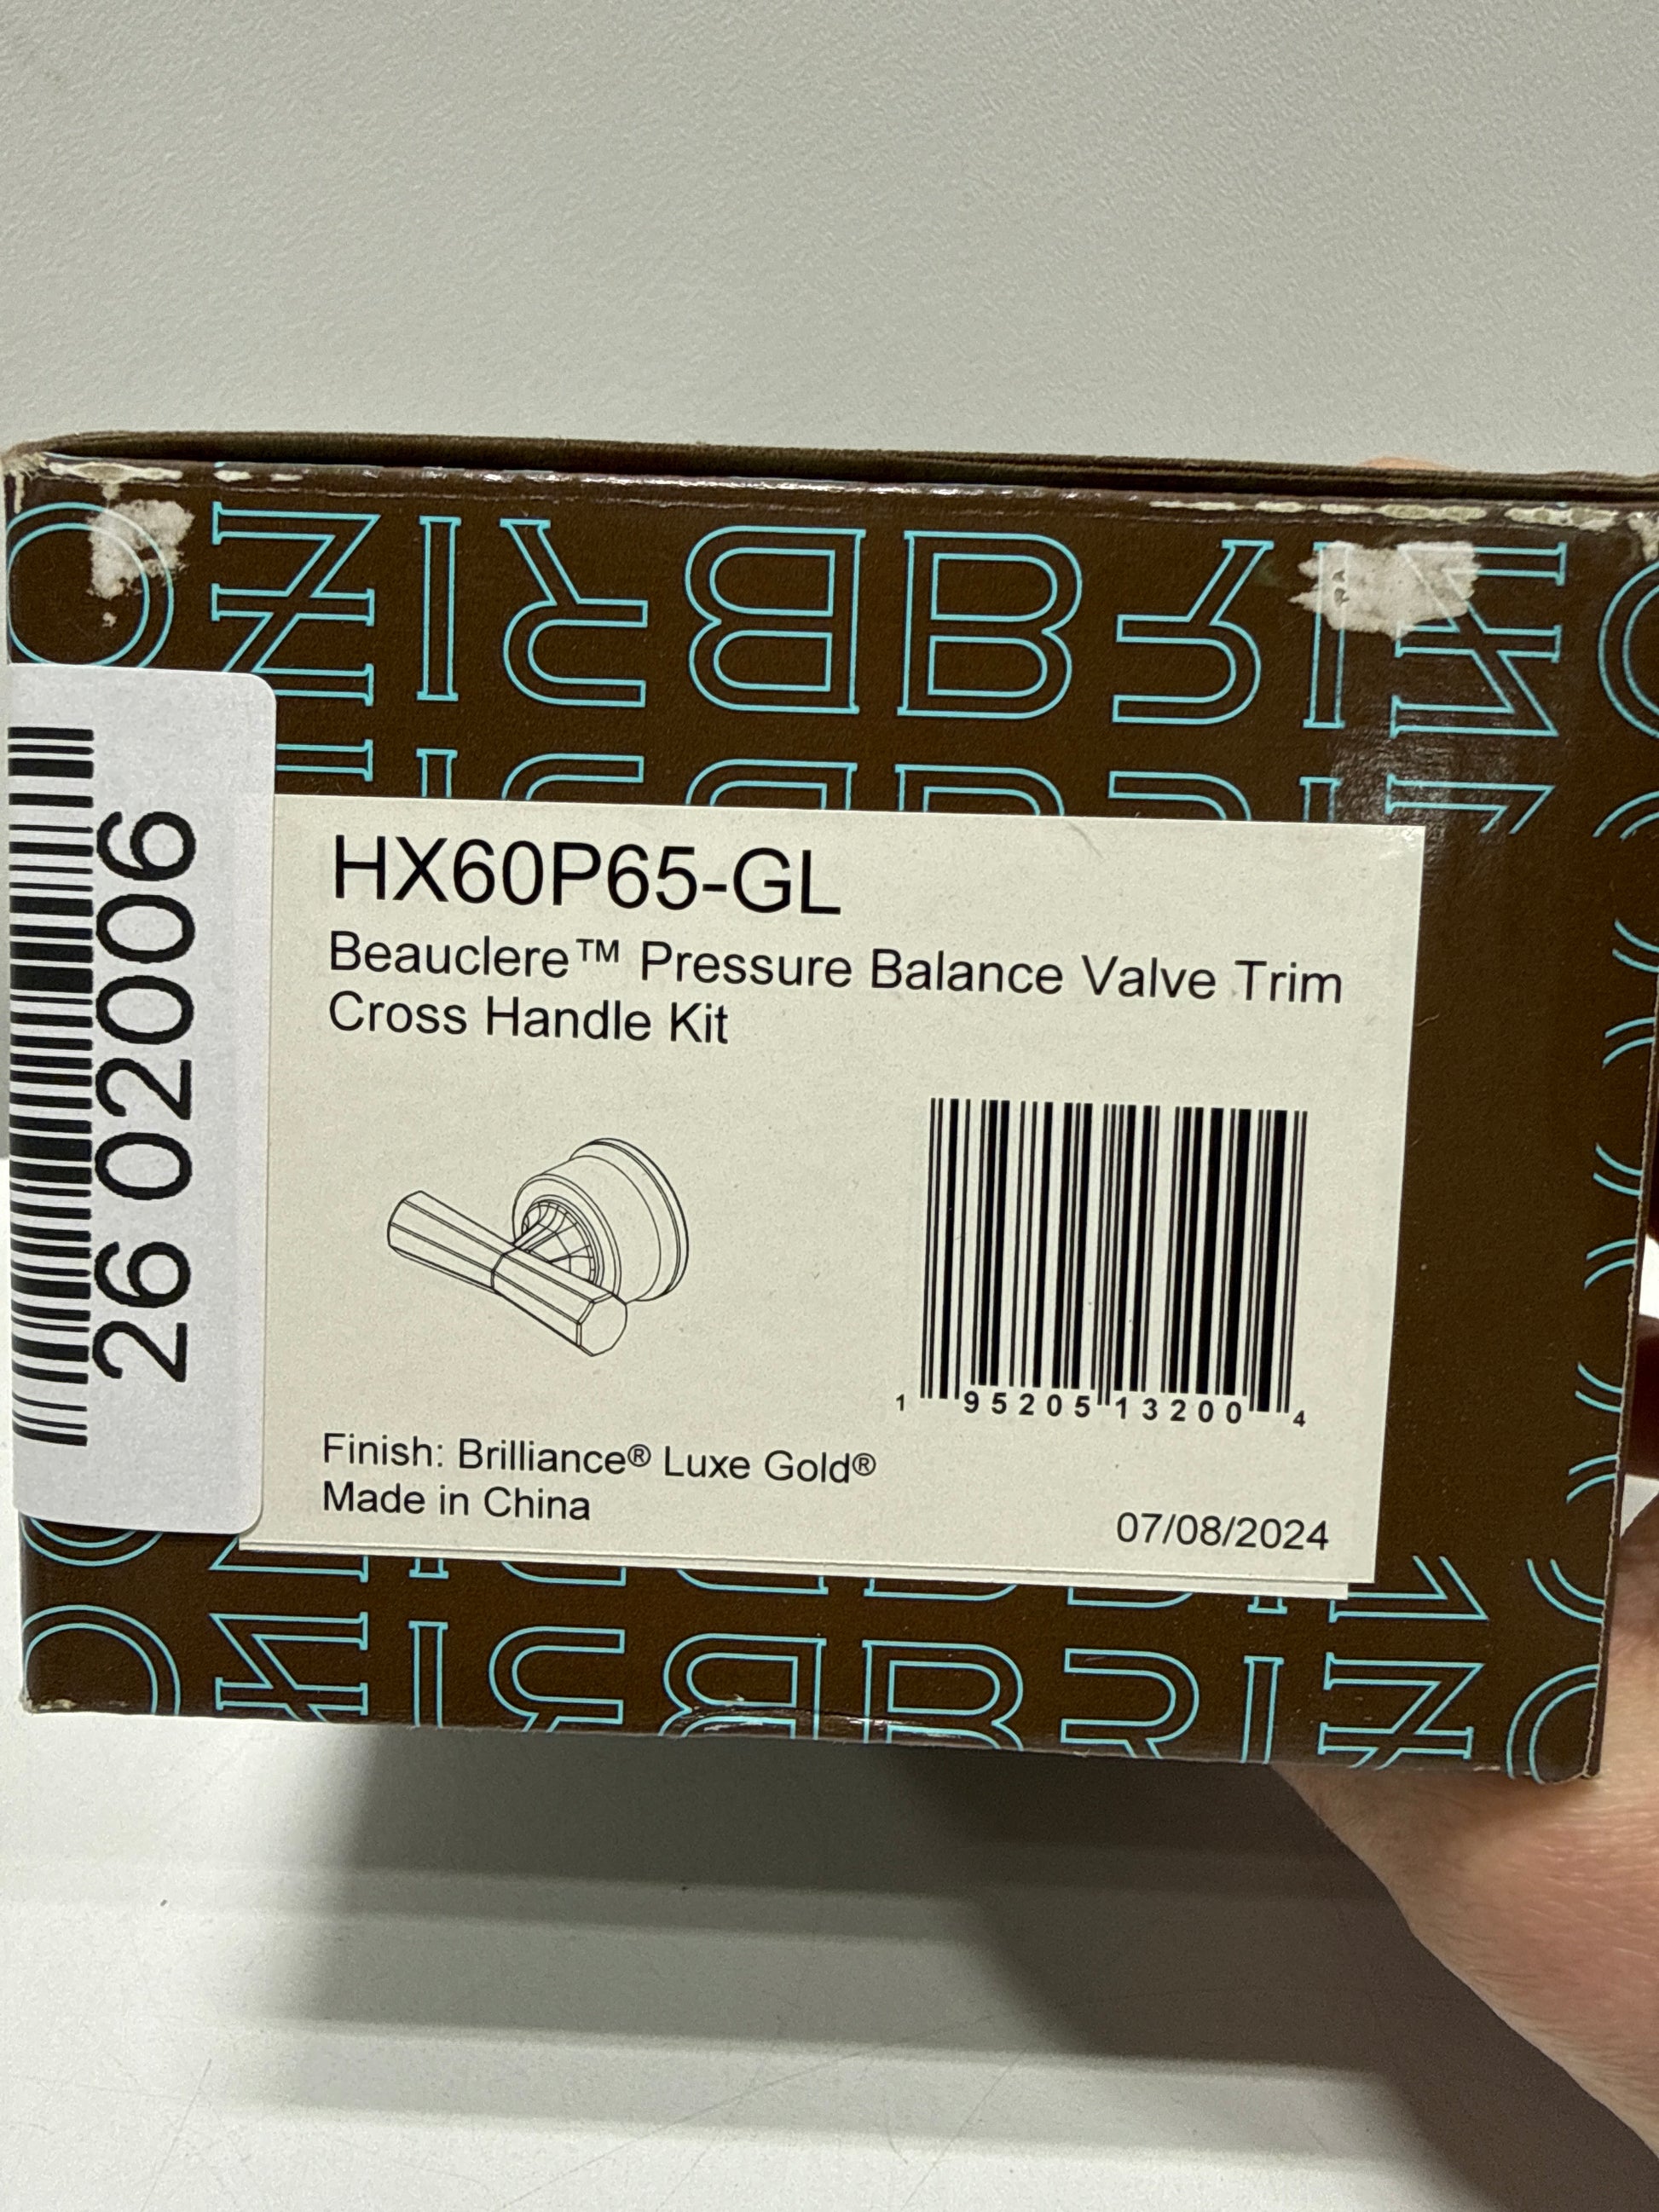 HX60P65-GL
Beauclere™ Pressure Balance Valve Trim
Cross Handle Kit
1 95205 13200 4
Finish: Brilliance® Luxe Gold®
Made in China
07/08/2024
26 02006